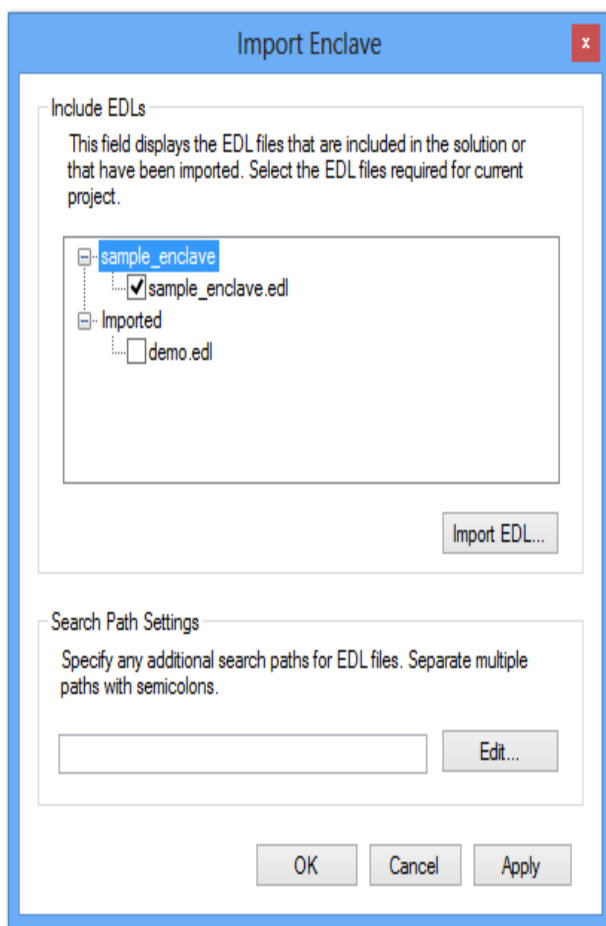 Import Enclave
x
Include EDLs
This field displays the EDL files that are included in the solution or
that have been imported. Select the EDL files required for current
project.
sample_enclave
sample_enclave.edl
Imported
demo.edl
Import EDL...
Search Path Settings
Specify any additional search paths for EDL files. Separate multiple
paths with semicolons.
Edit...
OK
Cancel
Apply